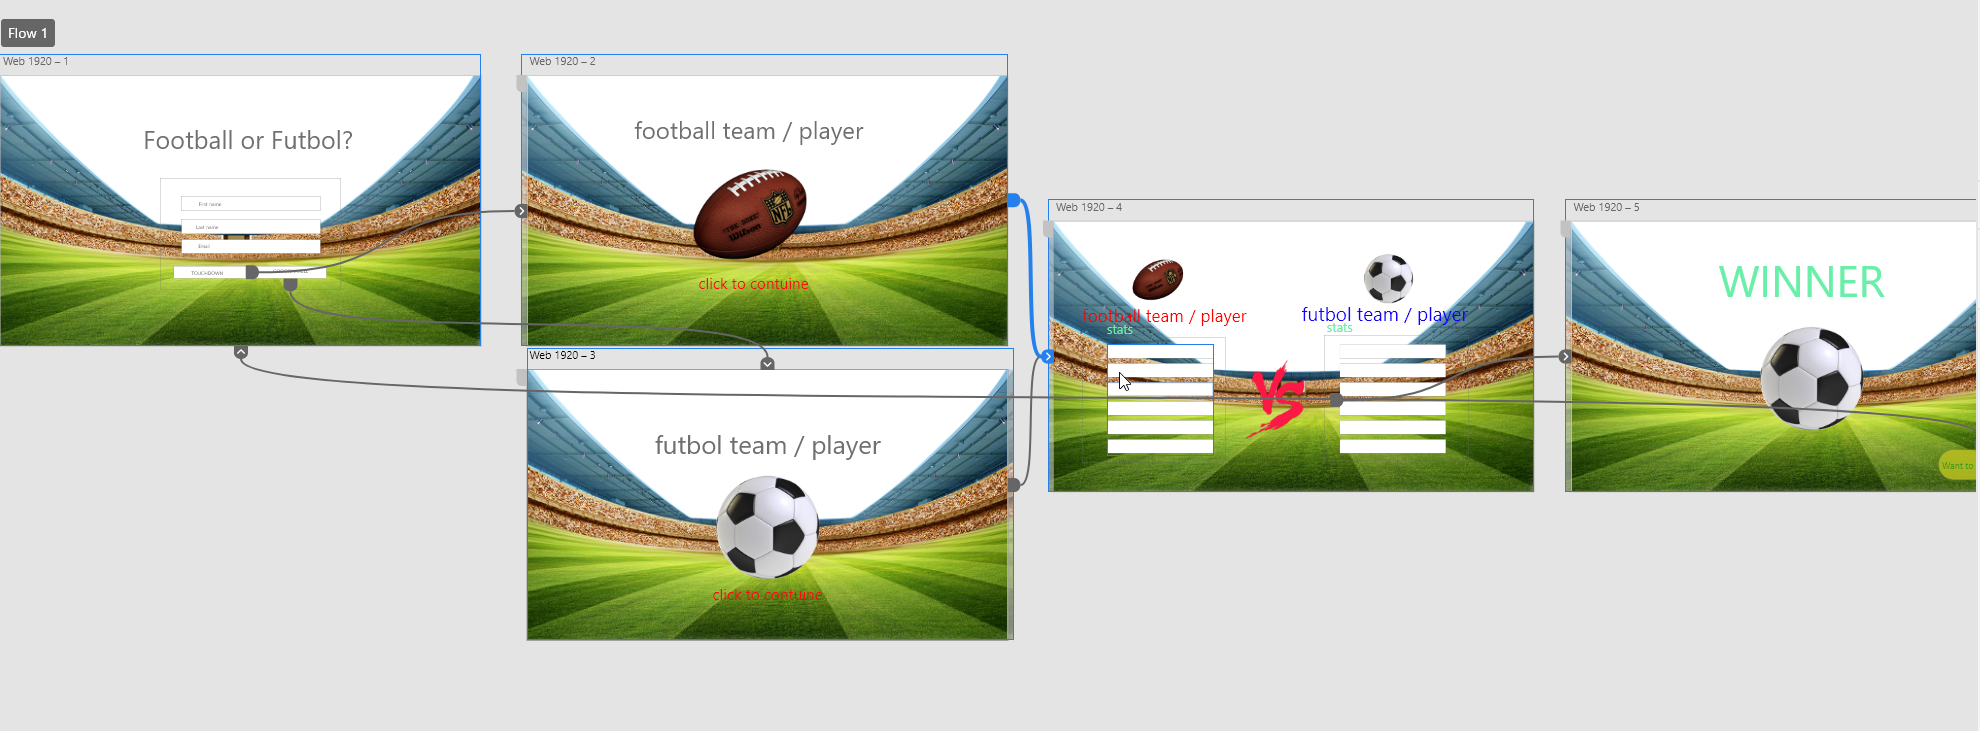 Flow 1
Web 1920 – 1
Football or Futbol?
First name
Last name
Email
TOUCHDOWN
Web 1920 – 2
football team / player
NFL
Wilson
click to contuine
Web 1920 – 3
futbol team / player
click to contuine
Web 1920 – 4
football team / player
stats
futbol team / player
stats
VS
Web 1920 – 5
WINNER
Want to